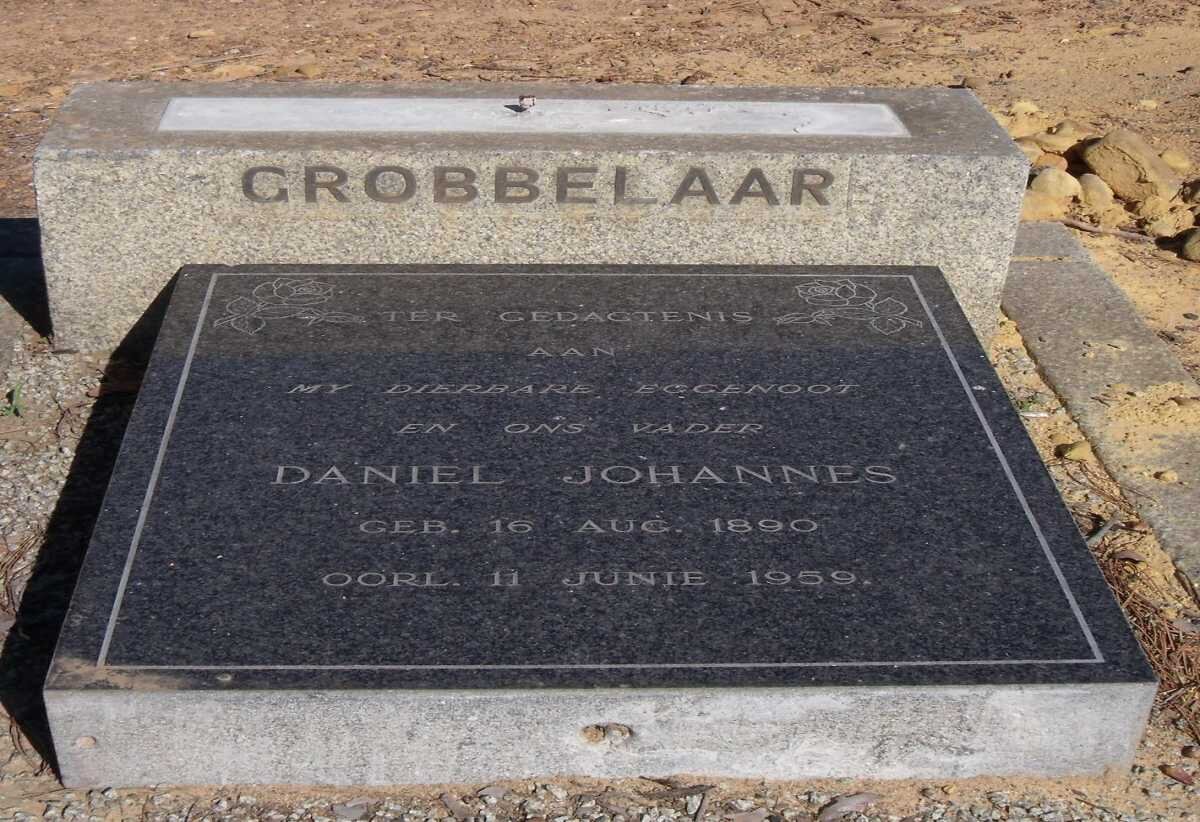 GROBBELAAR
TER GEDAGTENIS
AAN
MY DIERBARE EGGENOOT
EN ONS VADER
DANIEL JOHANNES
GEB. 16 AUG. 1890
OORL. 11 JUNIE 1959.